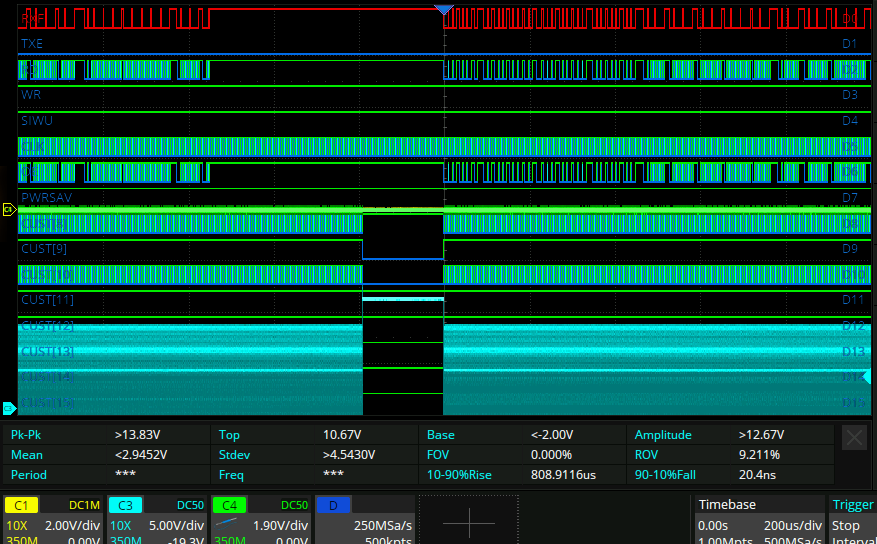 RXF D0
TXE D1
D2
WR D3
SIWU D4
CLK D5
D6
PWRSAV D7
C4
CUST[8] D8
CUST[9] D9
CUST[10] D10
CUST[11] D11
CUST[12] D12
CUST[13] D13
CUST[14] D14
CUST[15] D15
C3
Pk-Pk >13.83V Top 10.67V Base <-2.00V Amplitude >12.67V
Mean <2.9452V Stdev >4.5430V FOV 0.000% ROV 9.211%
Period *** Freq *** 10-90%Rise 808.9116us 90-10%Fall 20.4ns
C1 DC1M C3 DC50 C4 DC50 D Timebase Trigger
10X 2.00V/div 10X 5.00V/div 1.90V/div 250MSa/s 0.00s 200us/div Stop
350M 0.00V 350M -19.3V 350M 0.00V 500kpts 1.00Mpts 500MSa/s Interval